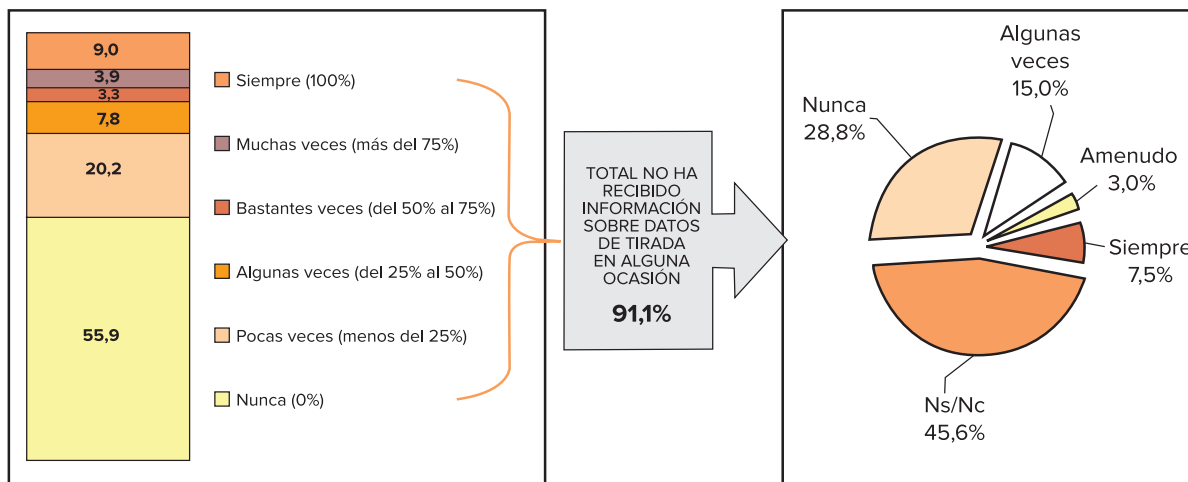 9,0
3,9
3,3
7,8
20,2
55,9
Siempre (100%)
Muchas veces (más del 75%)
Bastantes veces (del 50% al 75%)
Algunas veces (del 25% al 50%)
Pocas veces (menos del 25%)
Nunca (0%)
TOTAL NO HA
RECIBIDO
INFORMACIÓN
SOBRE DATOS
DE TIRADA
EN ALGUNA
OCASIÓN
91,1%
Algunas
veces
15,0%
Nunca
28,8%
Amenudo
3,0%
Siempre
7,5%
Ns/Nc
45,6%